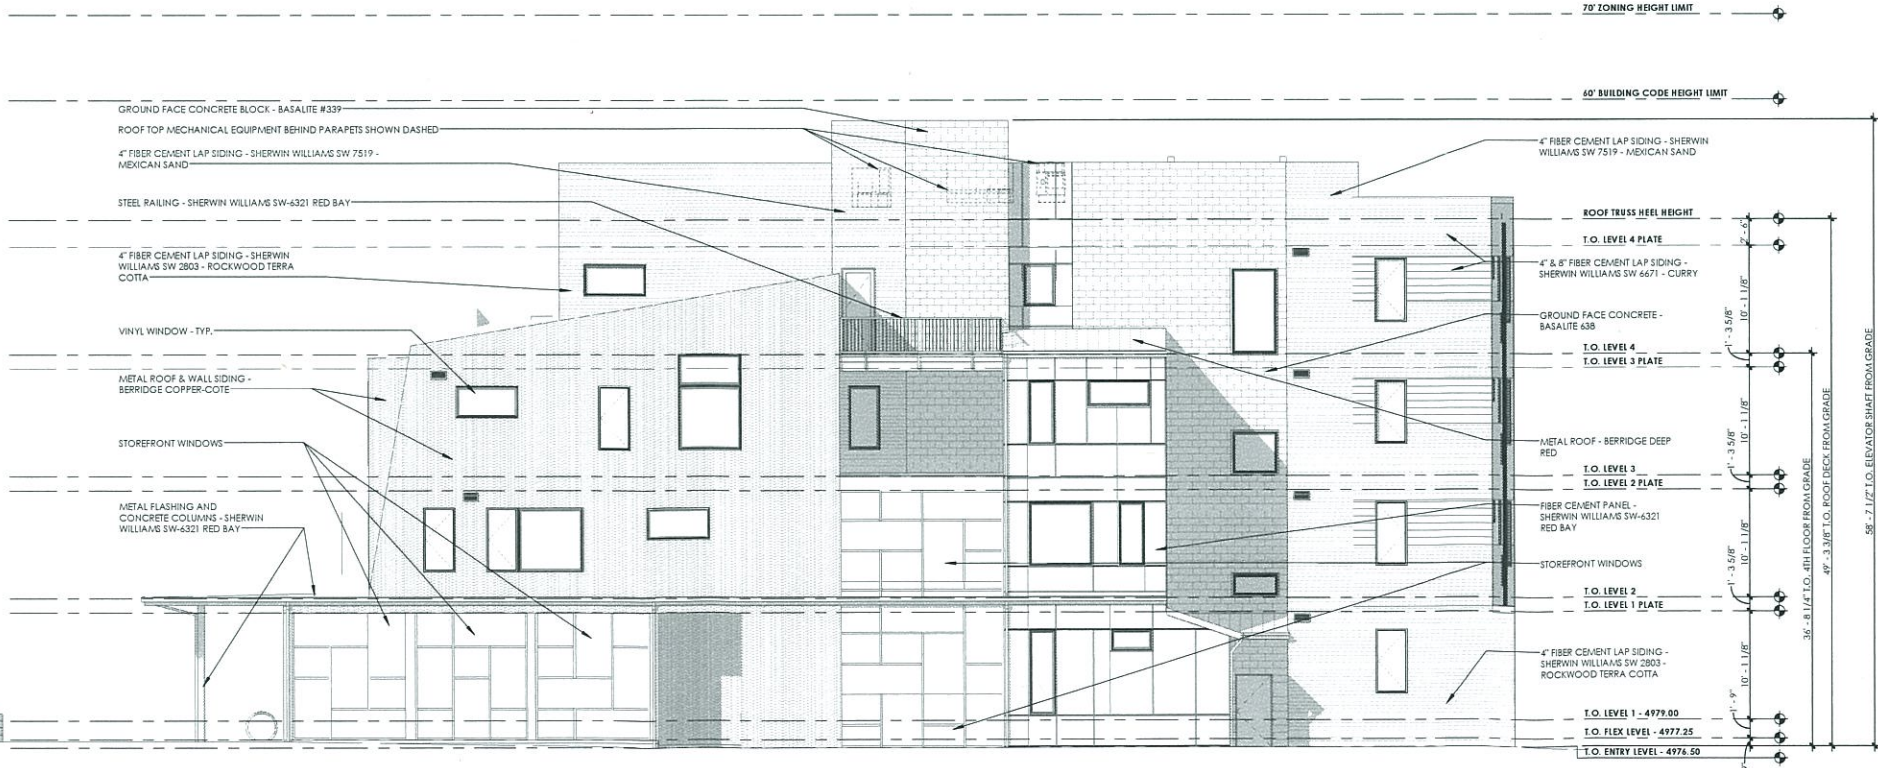 70' ZONING HEIGHT LIMIT
60' BUILDING CODE HEIGHT LIMIT
GROUND FACE CONCRETE BLOCK - BASALITE #339
ROOF TOP MECHANICAL EQUIPMENT BEHIND PARAPETS SHOWN DASHED
4" FIBER CEMENT LAP SIDING - SHERWIN WILLIAMS SW 7519 -
MEXICAN SAND
STEEL RAILING - SHERWIN WILLIAMS SW-6321 RED BAY
4" FIBER CEMENT LAP SIDING - SHERWIN
WILLIAMS SW 2803 - ROCKWOOD TERRA
COTTA
VINYL WINDOW - TYP.
METAL ROOF & WALL SIDING -
BERRIDGE COPPER-COTE
STOREFRONT WINDOWS
METAL FLASHING AND
CONCRETE COLUMNS - SHERWIN
WILLIAMS SW-6321 RED BAY
4" FIBER CEMENT LAP SIDING - SHERWIN
WILLIAMS SW 7519 - MEXICAN SAND
4" & 8" FIBER CEMENT LAP SIDING -
SHERWIN WILLIAMS SW 6671 - CURRY
GROUND FACE CONCRETE -
BASALITE 638
METAL ROOF - BERRIDGE DEEP
RED
FIBER CEMENT PANEL -
SHERWIN WILLIAMS SW-6321
RED BAY
STOREFRONT WINDOWS
4" FIBER CEMENT LAP SIDING -
SHERWIN WILLIAMS SW 2803 -
ROCKWOOD TERRA COTTA
ROOF TRUSS HEEL HEIGHT
T.O. LEVEL 4 PLATE
T.O. LEVEL 4
T.O. LEVEL 3 PLATE
T.O. LEVEL 3
T.O. LEVEL 2 PLATE
T.O. LEVEL 2
T.O. LEVEL 1 PLATE
T.O. LEVEL 1 - 4979.00
T.O. FLEX LEVEL - 4977.25
T.O. ENTRY LEVEL - 4976.50
10' - 1 1/8"
1' - 3 5/8"
10' - 1 1/8"
1' - 3 5/8"
10' - 1 1/8"
1' - 3 5/8"
10' - 1 1/8"
1' - 9"
36' - 8 1/4" T.O. 4TH FLOOR FROM GRADE
49' - 3 3/8" T.O. ROOF DECK FROM GRADE
58' - 7 1/2" T.O. ELEVATOR SHAFT FROM GRADE